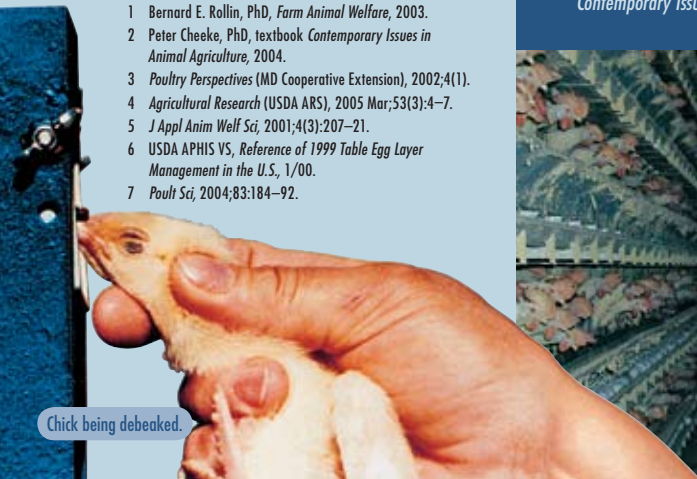 Contemporary
1 Bernard E. Rollin, PhD, Farm Animal Welfare, 2003.
2 Peter Cheeke, PhD, textbook Contemporary Issues in
Animal Agriculture, 2004.
3 Poultry Perspectives (MD Cooperative Extension), 2002;4(1).
4 Agricultural Research (USDA ARS), 2005 Mar;53(3):4–7.
5 J Appl Anim Welf Sci, 2001;4(3):207–21.
6 USDA APHIS VS, Reference of 1999 Table Egg Layer
Management in the U.S., 1/00.
7 Poult Sci, 2004;83:184–92.
Chick being debeaked.